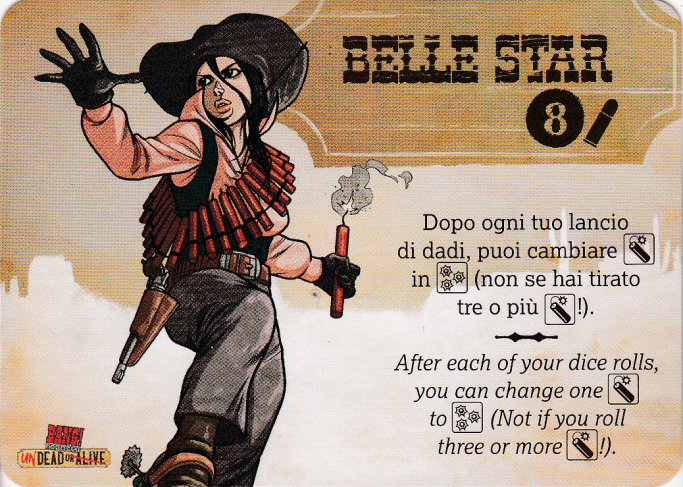 BELLE STAR
8
Dopo ogni tuo lancio
di dadi, puoi cambiare
in (non se hai tirato
tre o più !).
After each of your dice rolls,
you can change one
to (Not if you roll
three or more !).
BANG!
UNDEAD OR ALIVE